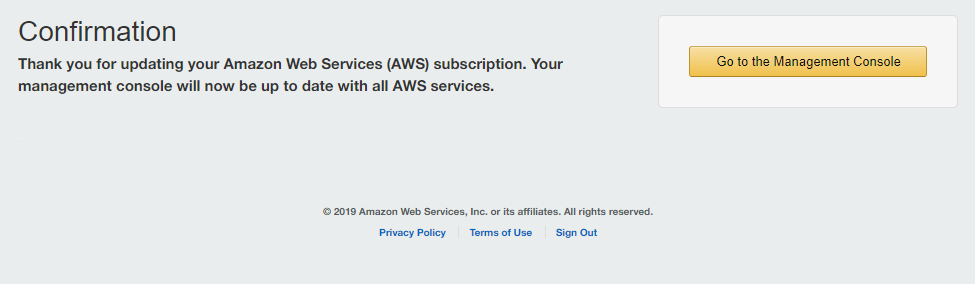 Confirmation
Thank you for updating your Amazon Web Services (AWS) subscription. Your
management console will now be up to date with all AWS services.
Go to the Management Console
© 2019 Amazon Web Services, Inc. or its affiliates. All rights reserved.
Privacy Policy Terms of Use Sign Out